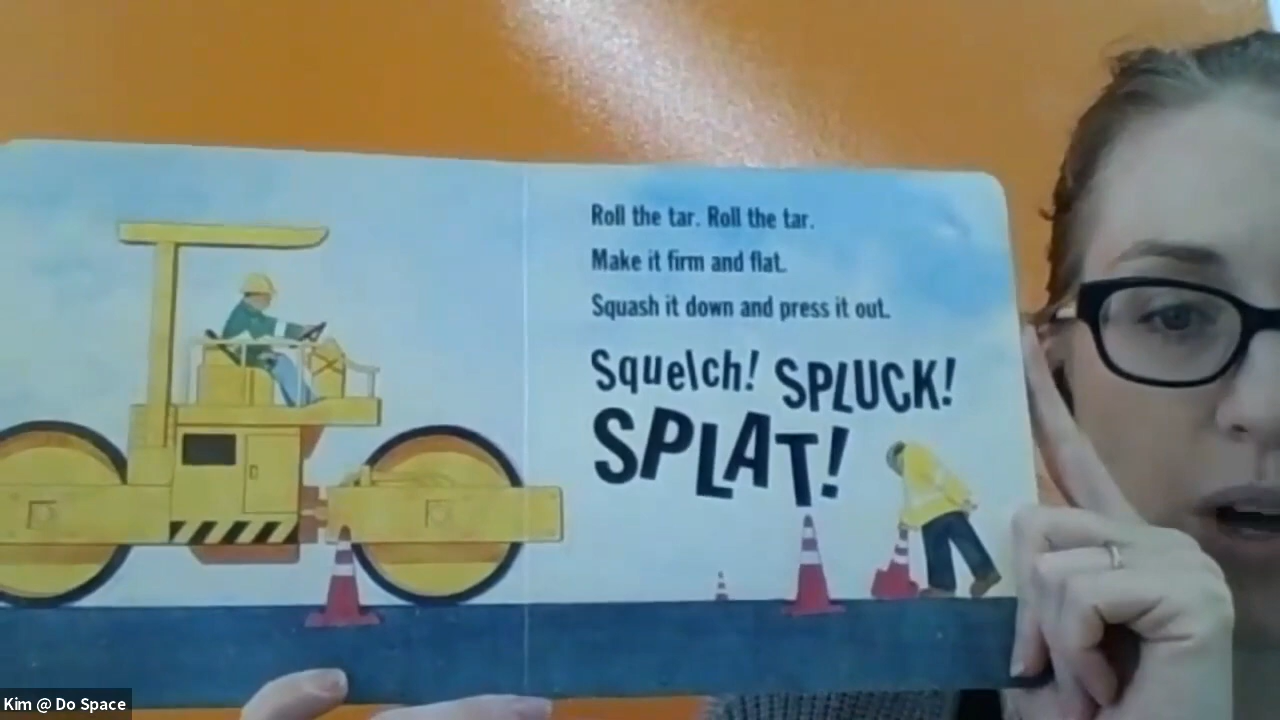 Roll the tar. Roll the tar.
Make it firm and flat.
Squash it down and press it out.
Squelch! SPLUCK!
SPLAT!
Kim @ Do Space